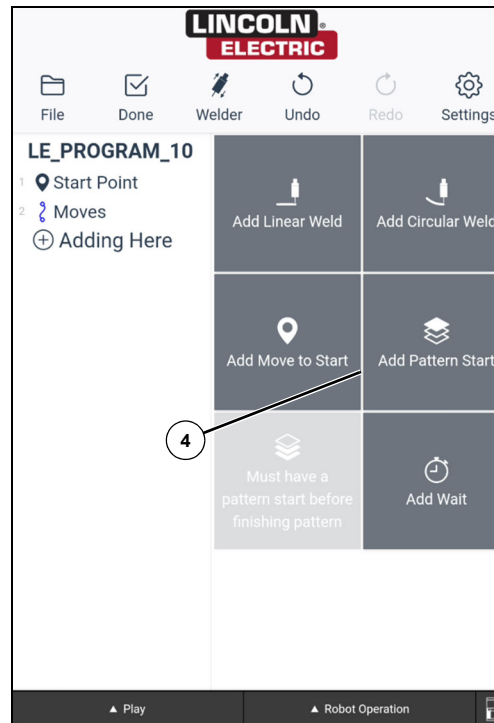 LINCOLN
ELECTRIC
File
Done
Welder
Undo
Redo
Settings
LE_PROGRAM_10
1 Start Point
2 Moves
Adding Here
Add Linear Weld
Add Circular Weld
Add Move to Start
Add Pattern Start
4
Must have a
pattern start before
finishing pattern
Add Wait
Play
Robot Operation